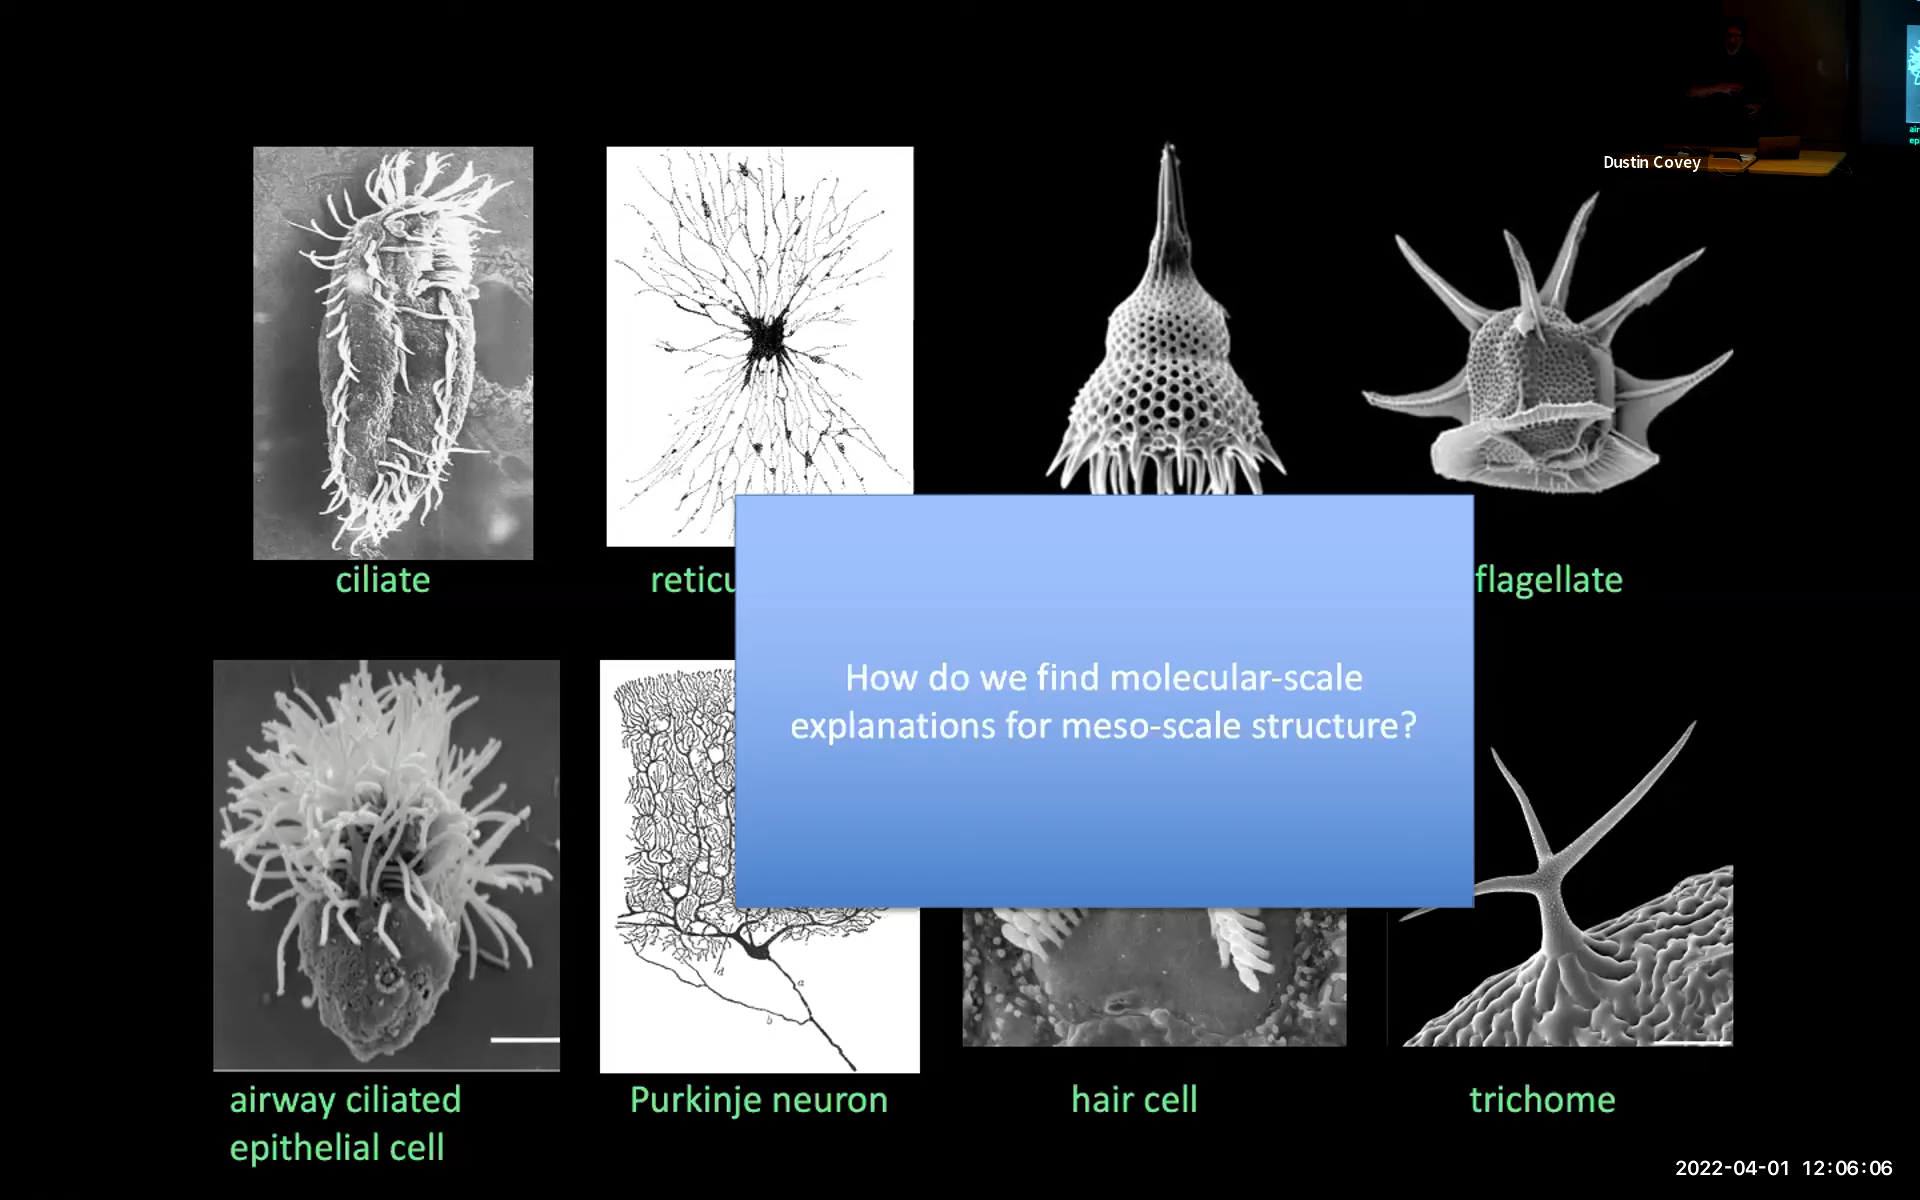 Dustin Covey
ciliate
reticu
flagellate
How do we find molecular-scale
explanations for meso-scale structure?
airway ciliated
epithelial cell
Purkinje neuron
hair cell
trichome
d
a
b
2022-04-01 12:06:06